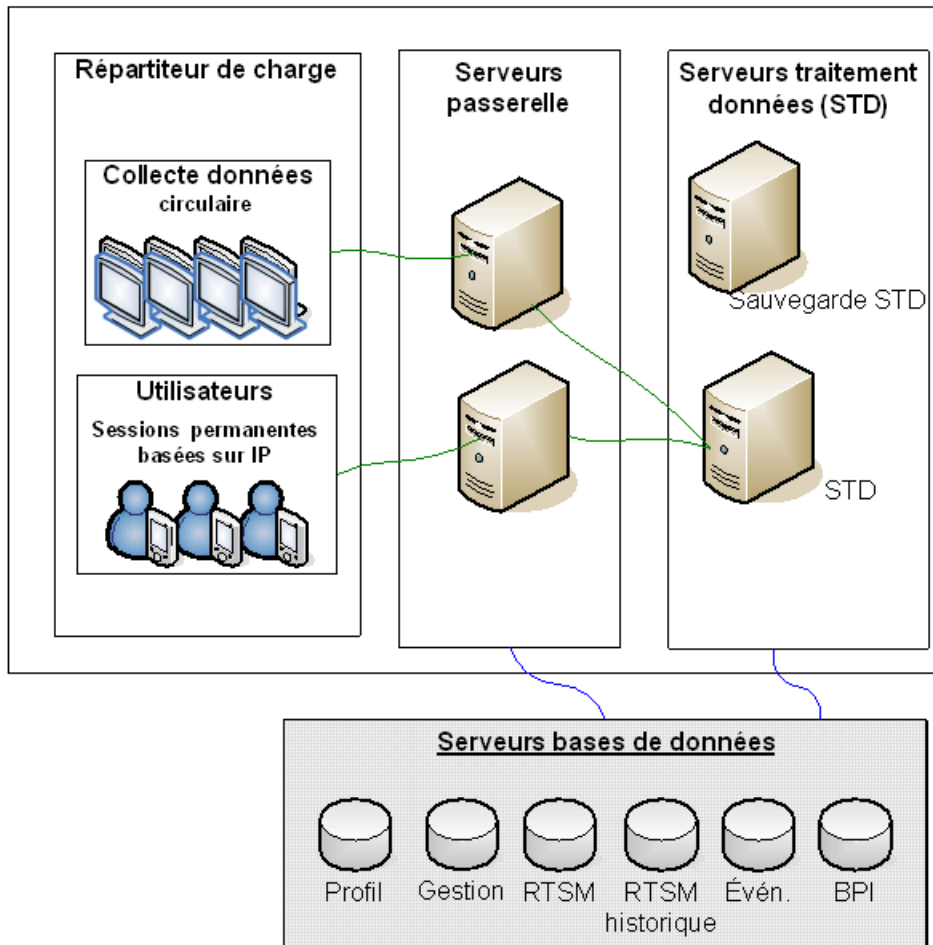 Répartiteur de charge
Collecte données
circulaire
Utilisateurs
Sessions permanentes
basées sur IP
Serveurs
passerelle
Serveurs traitement
données (STD)
Sauvegarde STD
STD
Serveurs bases de données
Profil
Gestion
RTSM
RTSM
historique
Évén.
BPI